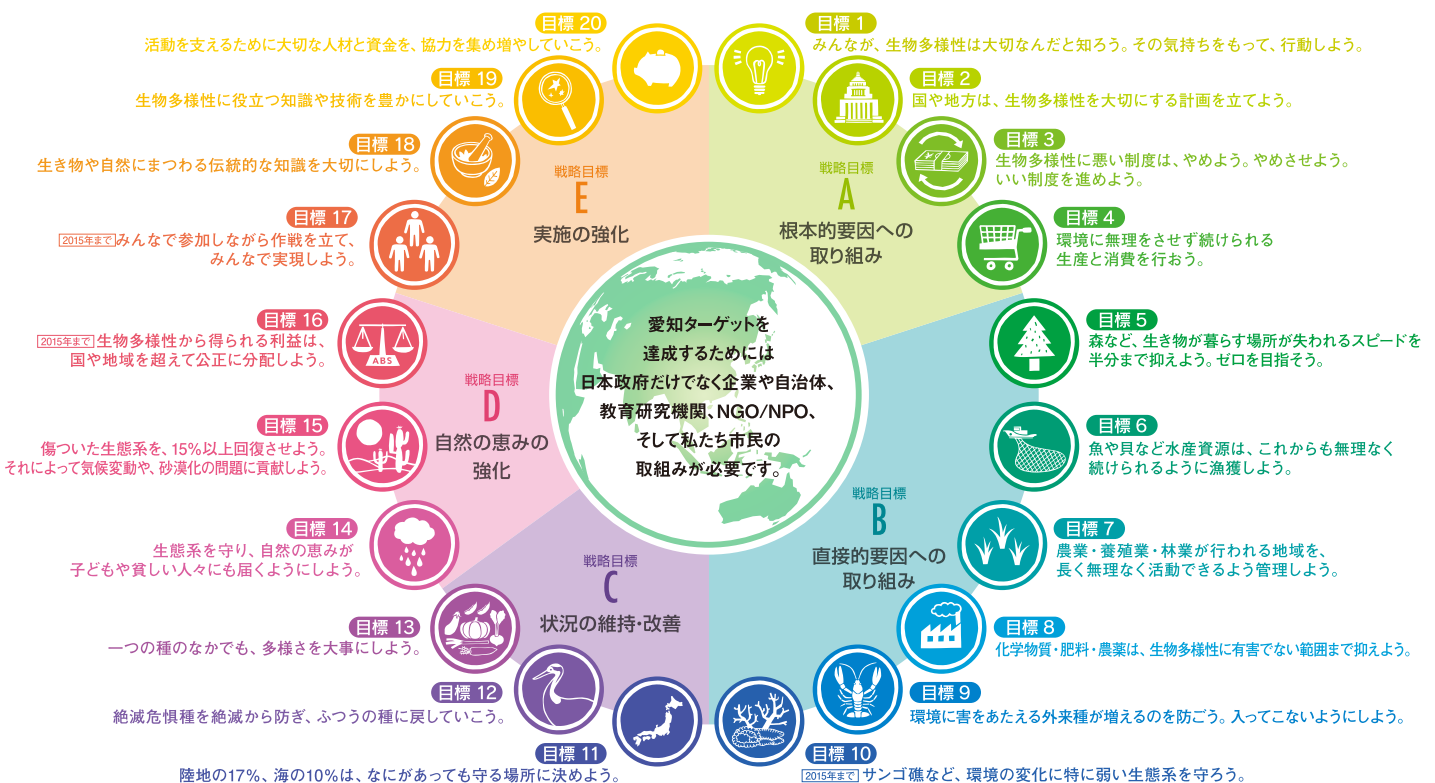 目標 1
みんなが、生物多様性は大切なんだと知ろう。その気持ちをもって、行動しよう。
目標 2
国や地方は、生物多様性を大切にする計画を立てよう。
目標 3
生物多様性に悪い制度は、やめよう。やめさせよう。
いい制度を進めよう。
目標 4
環境に無理をさせず続けられる
生産と消費を行おう。
目標 5
森など、生き物が暮らす場所が失われるスピードを
半分まで抑えよう。ゼロを目指そう。
目標 6
魚や貝など水産資源は、これからも無理なく
続けられるように漁獲しよう。
目標 7
農業・養殖業・林業が行われる地域を、
長く無理なく活動できるよう管理しよう。
目標 8
化学物質・肥料・農薬は、生物多様性に有害でない範囲まで抑えよう。
目標 9
環境に害をあたえる外来種が増えるのを防ごう。入ってこないようにしよう。
目標 10
2015年まで サンゴ礁など、環境の変化に特に弱い生態系を守ろう。
目標 11
陸地の17%、海の10%は、なにがあっても守る場所に決めよう。
目標 12
絶滅危惧種を絶滅から防ぎ、ふつうの種に戻していこう。
目標 13
一つの種のなかでも、多様さを大事にしよう。
目標 14
生態系を守り、自然の恵みが
子どもや貧しい人々にも届くようにしよう。
目標 15
傷ついた生態系を、15%以上回復させよう。
それによって気候変動や、砂漠化の問題に貢献しよう。
目標 16
2015年まで 生物多様性から得られる利益は、
国や地域を超えて公正に分配しよう。
ABS
目標 17
2015年まで みんなで参加しながら作戦を立て、
みんなで実現しよう。
目標 18
生き物や自然にまつわる伝統的な知識を大切にしよう。
目標 19
生物多様性に役立つ知識や技術を豊かにしていこう。
目標 20
活動を支えるために大切な人材と資金を、協力を集め増やしていこう。
戦略目標
A
根本的要因への
取り組み
戦略目標
B
直接的要因への
取り組み
戦略目標
C
状況の維持・改善
戦略目標
D
自然の恵みの
強化
戦略目標
E
実施の強化
愛知ターゲットを
達成するためには
日本政府だけでなく企業や自治体、
教育研究機関、NGO/NPO、
そして私たち市民の
取組みが必要です。